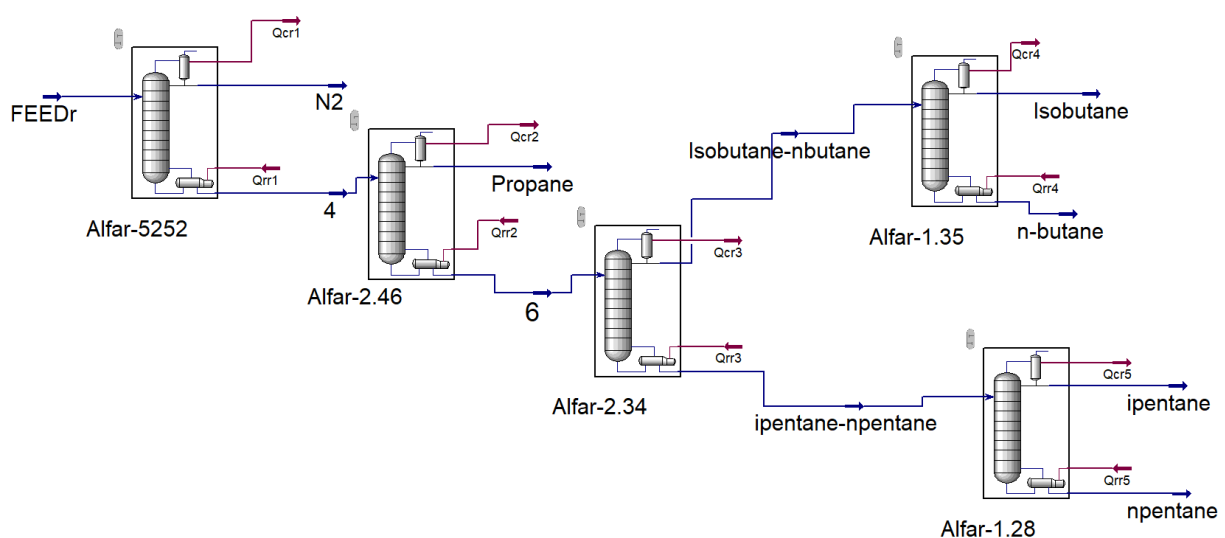 Qcr1
FEEDr
N2
Qrr1
4
Alfar-5252
Qcr2
Propane
Qrr2
6
Alfar-2.46
Isobutane-nbutane
Qcr3
Qrr3
Alfar-2.34
ipentane-npentane
Qcr4
Isobutane
Qrr4
n-butane
Alfar-1.35
Qcr5
ipentane
Qrr5
npentane
Alfar-1.28